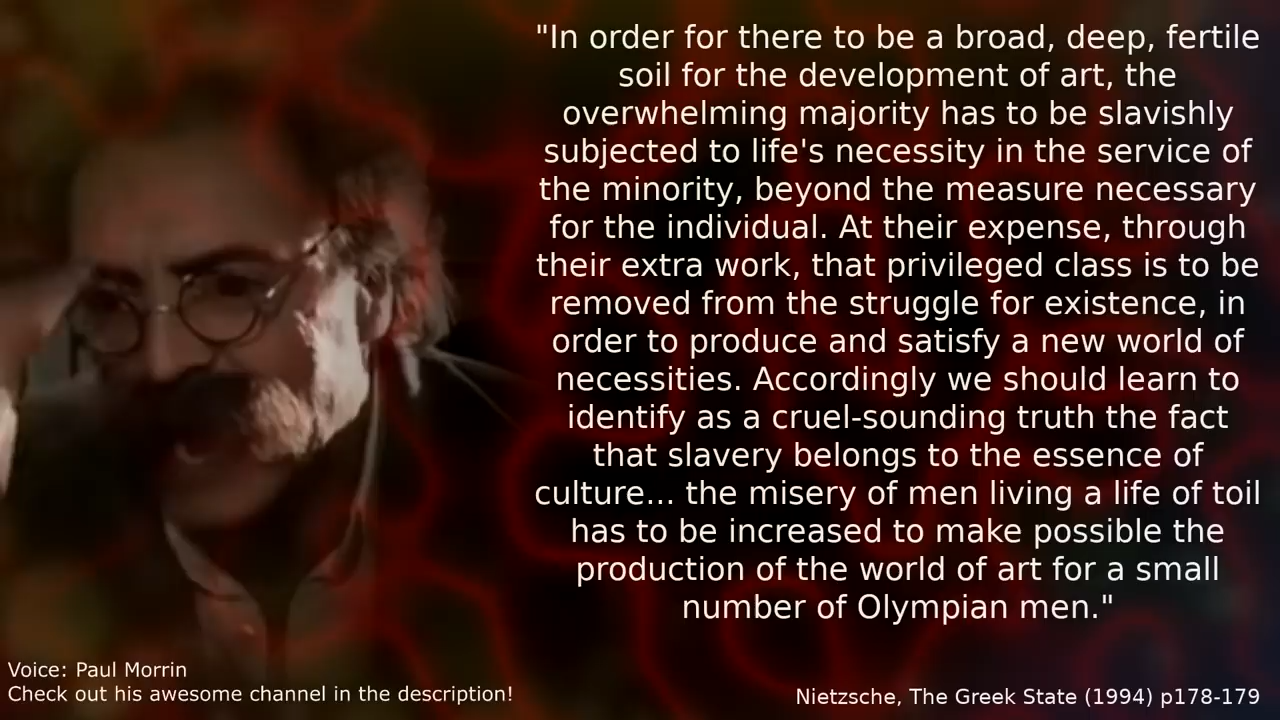 "In order for there to be a broad, deep, fertile
soil for the development of art, the
overwhelming majority has to be slavishly
subjected to life's necessity in the service of
the minority, beyond the measure necessary
for the individual. At their expense, through
their extra work, that privileged class is to be
removed from the struggle for existence, in
order to produce and satisfy a new world of
necessities. Accordingly we should learn to
identify as a cruel-sounding truth the fact
that slavery belongs to the essence of
culture... the misery of men living a life of toil
has to be increased to make possible the
production of the world of art for a small
number of Olympian men."
Voice: Paul Morrin
Check out his awesome channel in the description!
Nietzsche, The Greek State (1994) p178-179